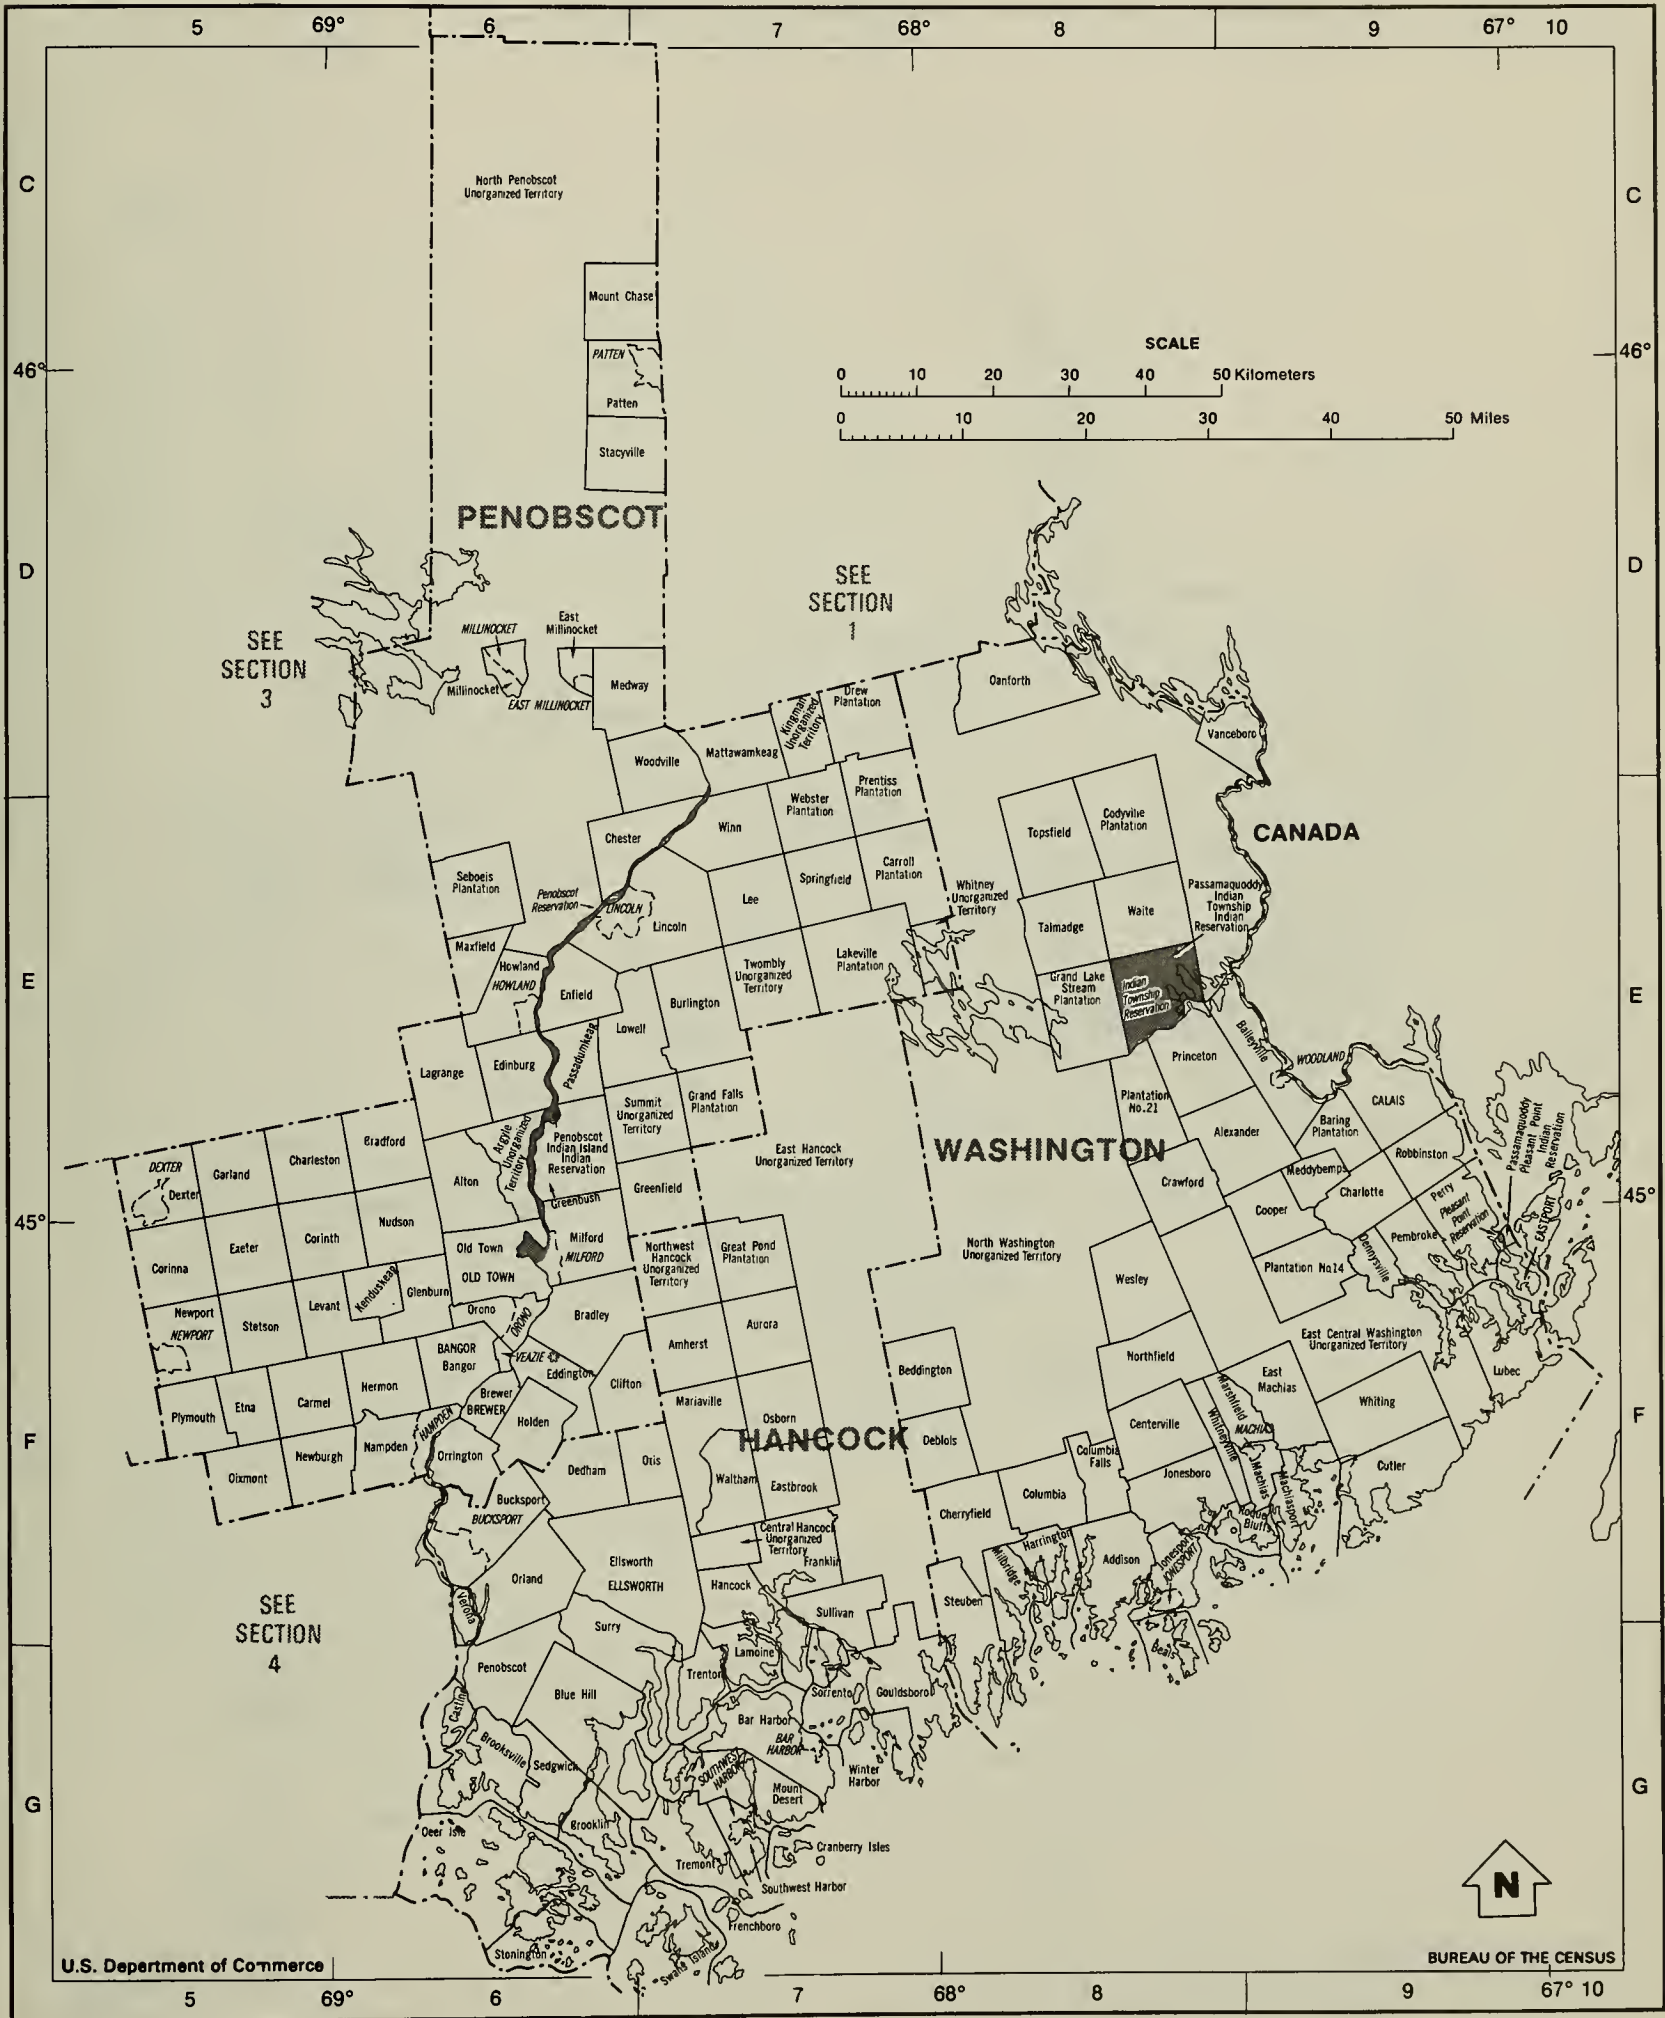 5 69° 6 7 68° 8 9 67° 10
C
C
North Penobscot
Unorganized Territory
Mount Chase
46°
46°
PATTEN
Patten
Stacyville
SCALE
0 10 20 30 40 50 Kilometers
0 10 20 30 40 50 Miles
PENOBSCOT
D
D
SEE
SECTION
1
SEE
SECTION
3
MILLINOCKET
East
Millinocket
Millinocket
EAST MILLINOCKET
Medway
Danforth
Drew
Plantation
Kingman
Unorganized
Territory
Vanceboro
Woodville
Mattawamkeag
Prentiss
Plantation
Webster
Plantation
Chester
Winn
Topsfield
Codyville
Plantation
CANADA
Seboeis
Plantation
Penobscot
Reservation
LINCOLN
Lincoln
Lee
Springfield
Carroll
Plantation
Whitney
Unorganized
Territory
Talmadge
Waite
Passamaquoddy
Indian
Township
Indian
Reservation
Maxfield
Howland
HOWLAND
Enfield
Burlington
Twombly
Unorganized
Territory
Lakeville
Plantation
Grand Lake
Stream
Plantation
Indian
Township
Reservation
E
E
Lowell
Passadumkeag
Lagrange
Edinburg
Princeton
Baileyville
WOODLAND
Plantation
No.21
Summit
Unorganized
Territory
Grand Falls
Plantation
Alexander
Baring
Plantation
CALAIS
Passamaquoddy
Pleasant Point
Indian
Reservation
Argyle
Unorganized
Territory
Penobscot
Indian Island
Indian
Reservation
East Hancock
Unorganized Territory
WASHINGTON
Robbinston
Bradford
Charleston
Garland
DEXTER
Dexter
Alton
Greenbush
Greenfield
Crawford
Meddybemps
Charlotte
Cooper
Perry
Pleasant
Point
Reservation
EASTPORT
45°
45°
Hudson
Corinth
Exeter
Corinna
Old Town
OLD TOWN
Milford
MILFORD
Northwest
Hancock
Unorganized
Territory
Great Pond
Plantation
North Washington
Unorganized Territory
Wesley
Plantation No.14
Dennysville
Pembroke
Newport
NEWPORT
Stetson
Levant
Kenduskeag
Glenburn
Orono
ORONO
Bradley
Amherst
Aurora
East Central Washington
Unorganized Territory
BANGOR
Bangor
VEAZIE
Eddington
Clifton
Beddington
Northfield
Lubec
Plymouth
Etna
Carmel
Hermon
Brewer
BREWER
Holden
Mariaville
Osborn
East
Machias
Marshfield
Whiting
HAMPDEN
Hampden
Newburgh
Dixmont
Orrington
Dedham
Otis
HANCOCK
Deblois
Centerville
Whitneyville
MACHIAS
Machias
Machiasport
Cutler
F
F
Waltham
Eastbrook
Columbia
Falls
Columbia
Jonesboro
Cherryfield
Roque
Bluffs
Bucksport
BUCKSPORT
Central Hancock
Unorganized
Territory
Franklin
Harrington
Milbridge
Addison
Jonesport
JONESPORT
Orland
Ellsworth
ELLSWORTH
Hancock
Sullivan
Steuben
Verona
Surry
Beals
SEE
SECTION
4
Penobscot
Blue Hill
Lamoine
Trenton
Sorrento
Gouldsboro
Castine
Bar Harbor
BAR
HARBOR
Brooksville
Sedgwick
SOUTHWEST
HARBOR
Mount
Desert
Winter
Harbor
G
G
Deer Isle
Brooklin
Cranberry Isles
Tremont
Southwest Harbor
Frenchboro
Stonington
Swans Island
N
U.S. Department of Commerce
BUREAU OF THE CENSUS
5 69° 6 7 68° 8 9 67° 10